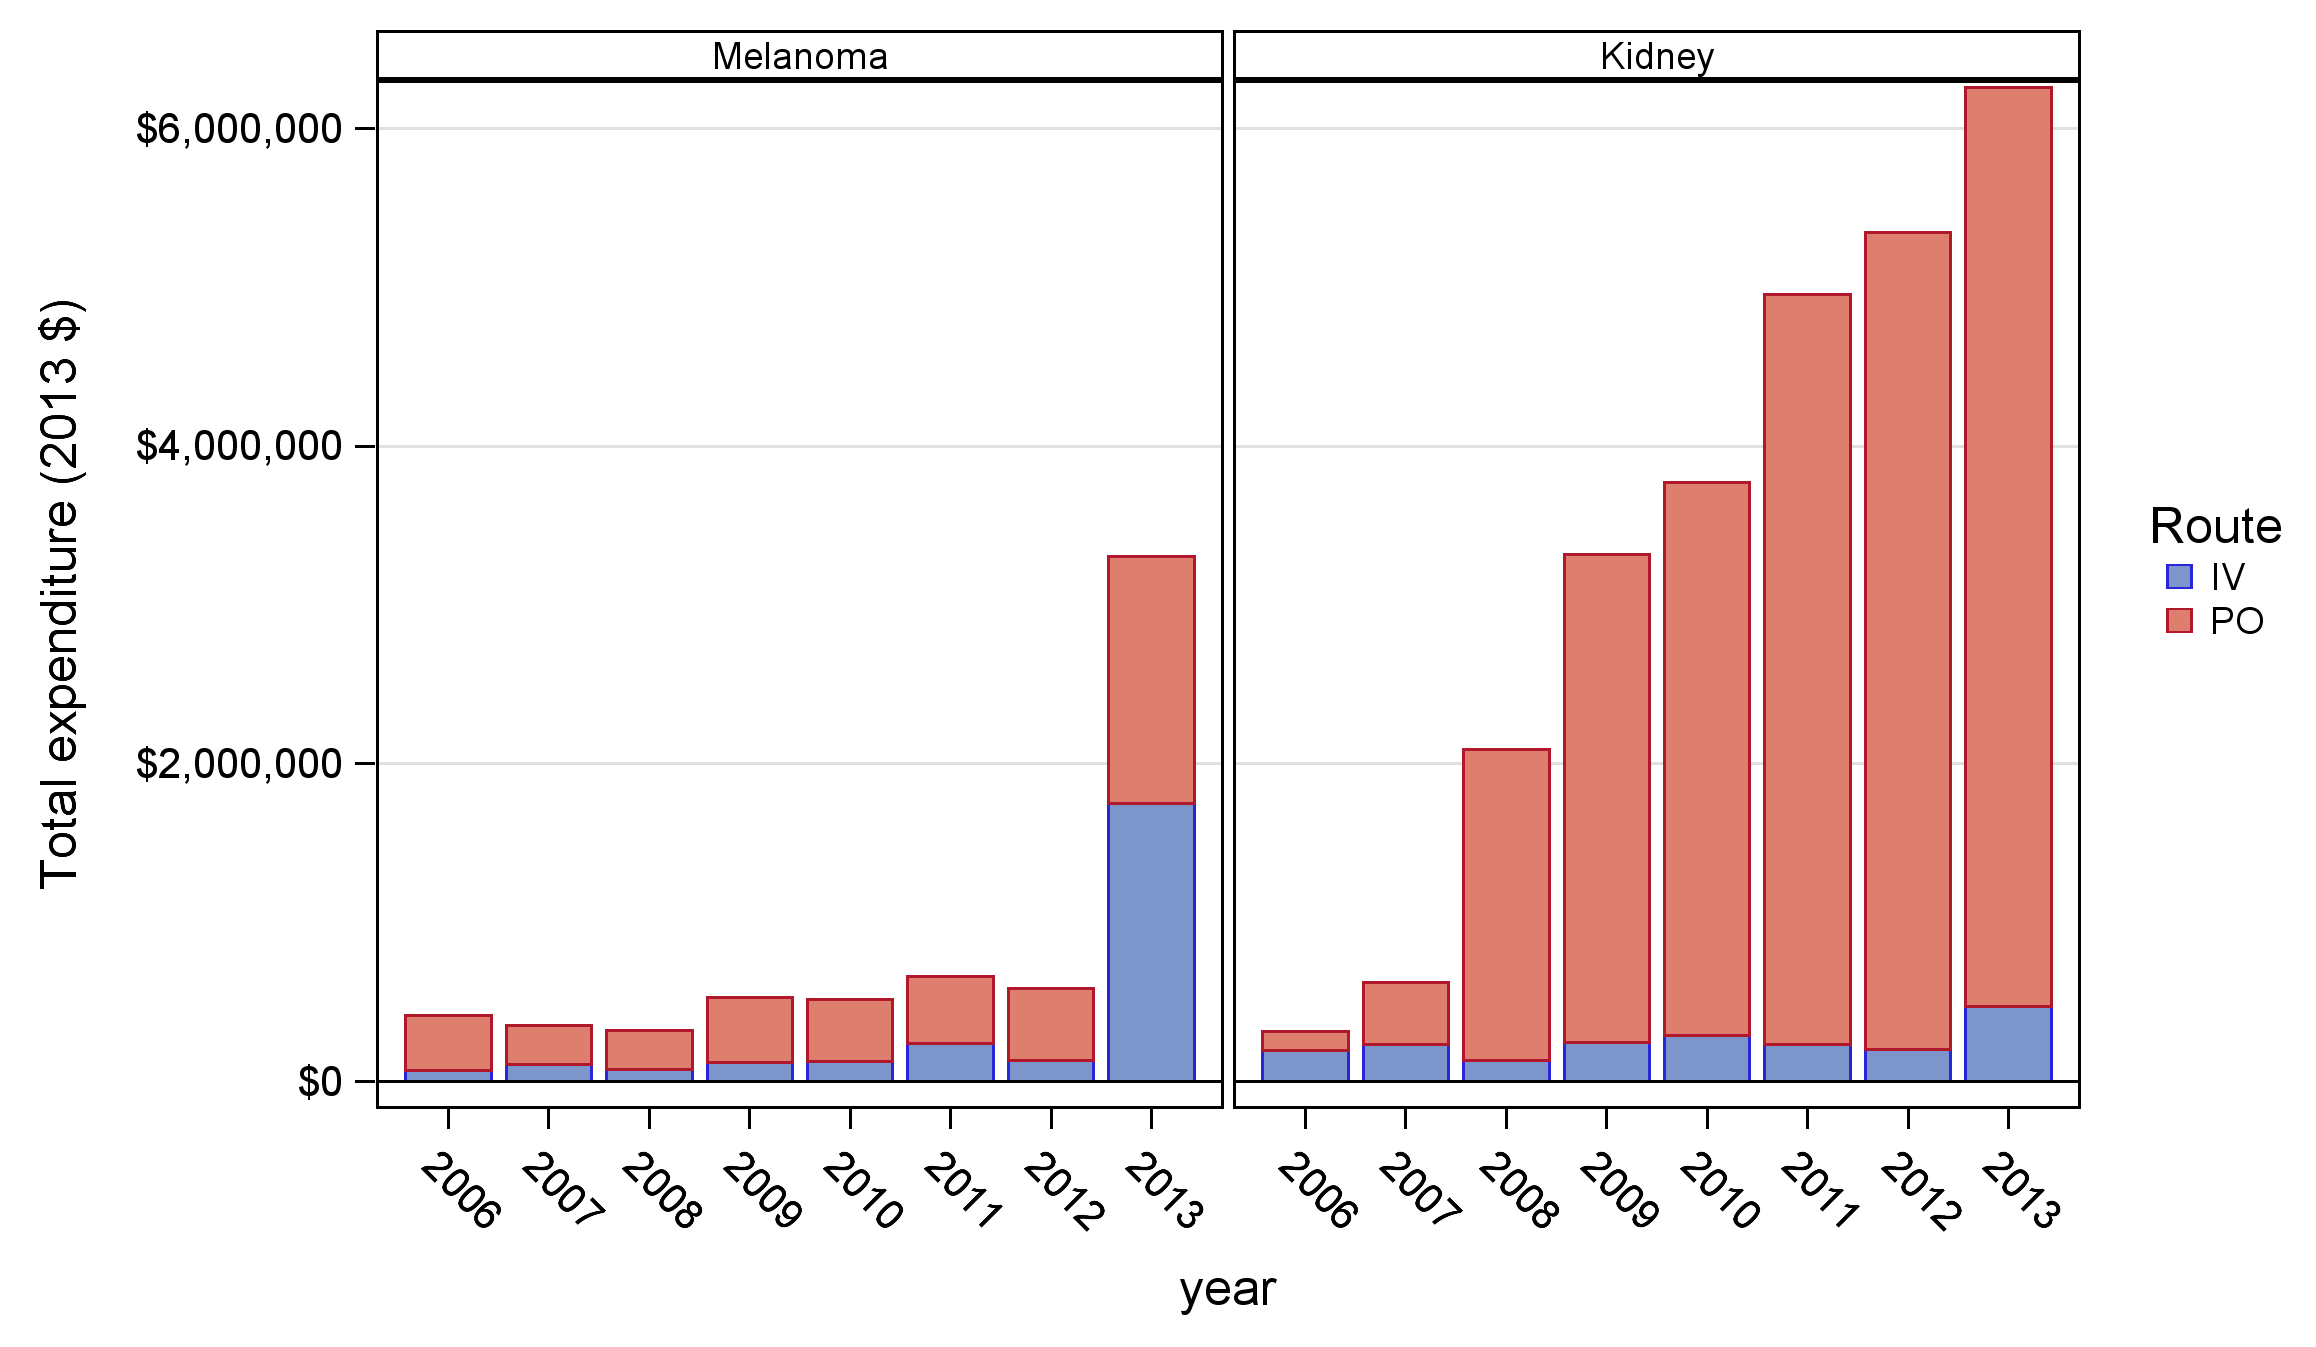 Melanoma
Kidney
$6,000,000
$4,000,000
$2,000,000
$0
Total expenditure (2013 $)
2006 2007 2008 2009 2010 2011 2012 2013
2006 2007 2008 2009 2010 2011 2012 2013
year
Route
IV
PO